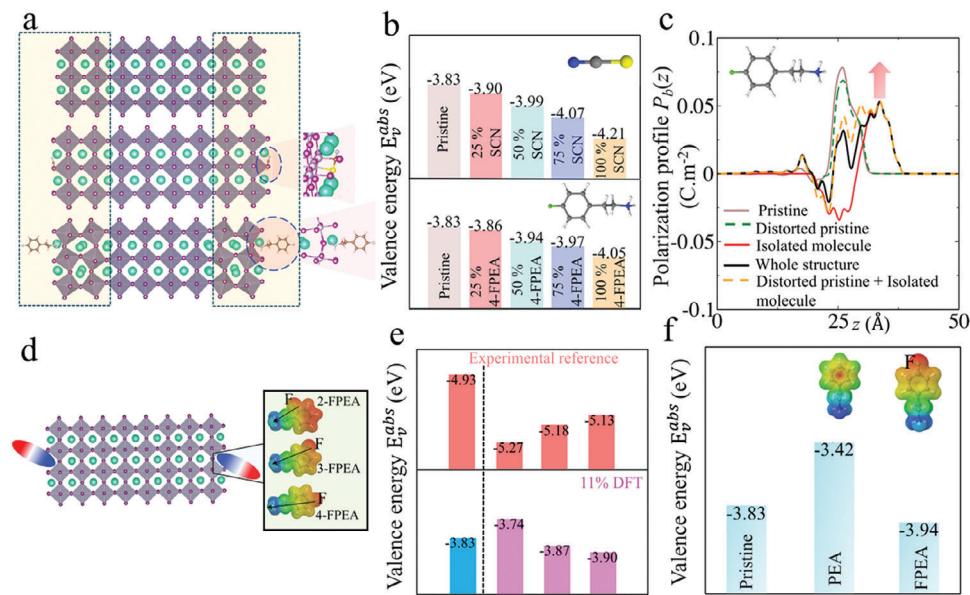 a
b
Valence energy E_v^abs (eV)
-3.83
-3.90
-3.99
-4.07
-4.21
Pristine
25 % SCN
50 % SCN
75 % SCN
100 % SCN
-3.83
-3.86
-3.94
-3.97
-4.05
Pristine
25 % 4-FPEA
50 % 4-FPEA
75 % 4-FPEA
100 % 4-FPEA
c
Polarization profile P_b(z)
(C.m⁻²)
0.1
0.05
0
-0.05
-0.1
Pristine
Distorted pristine
Isolated molecule
Whole structure
Distorted pristine + Isolated
molecule
0
25
50
z (Å)
d
F
2-FPEA
F
3-FPEA
F
4-FPEA
e
Valence energy E_v^abs (eV)
Experimental reference
-4.93
-5.27
-5.18
-5.13
11% DFT
-3.83
-3.74
-3.87
-3.90
f
Valence energy E_v^abs (eV)
F
-3.83
-3.42
-3.94
Pristine
PEA
FPEA